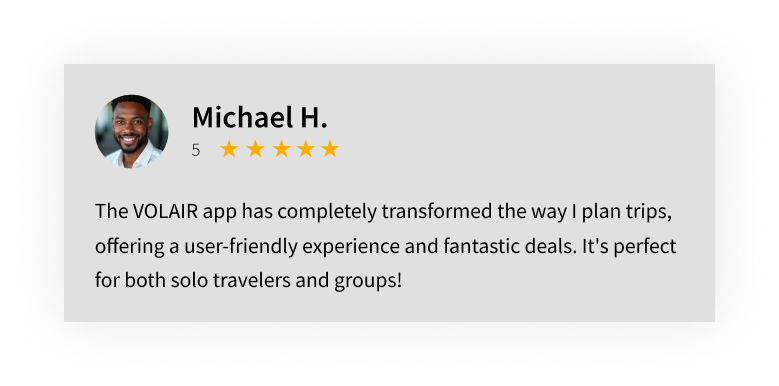 Michael H.
5 ★ ★ ★ ★ ★
The VOLAIR app has completely transformed the way I plan trips,
offering a user-friendly experience and fantastic deals. It's perfect
for both solo travelers and groups!